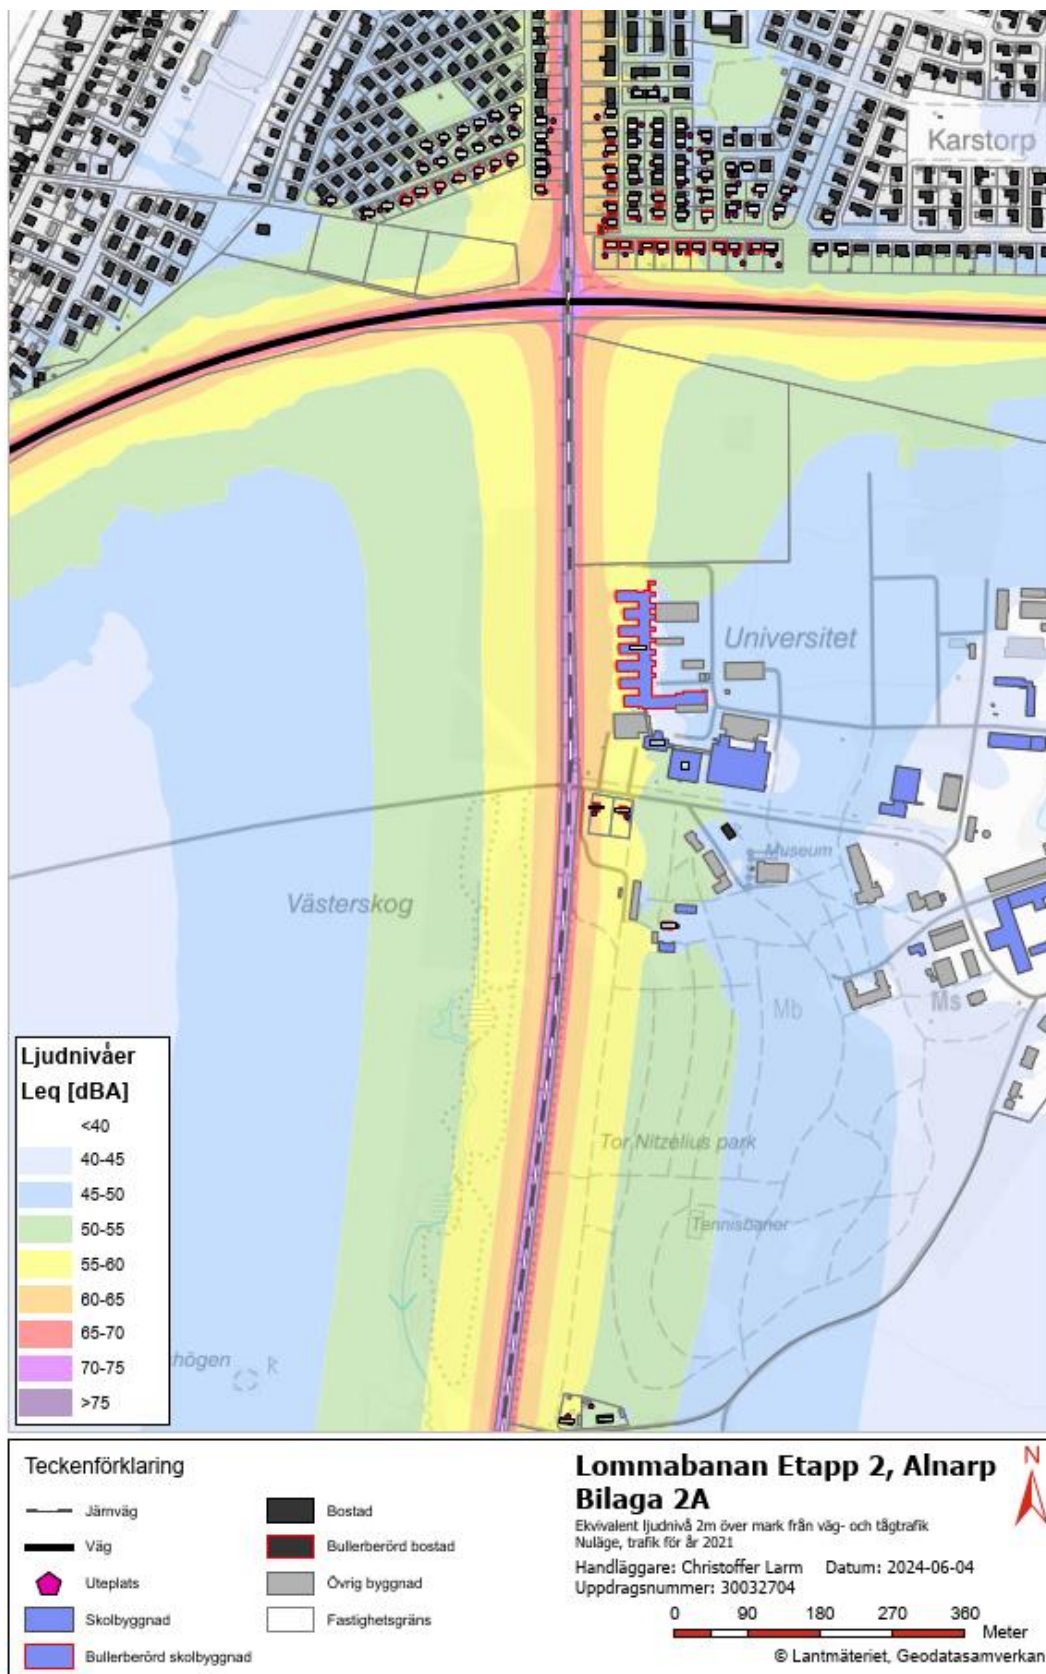 Karstorp
Universitet
Museum
Västerskog
Mb
Ms
Tor Nitzelius park
Tennisbanor
högen
R
Ljudnivåer
Leq [dBA]
<40
40-45
45-50
50-55
55-60
60-65
65-70
70-75
>75
Teckenförklaring
Järnväg
Väg
Uteplats
Skolbyggnad
Bullerberörd skolbyggnad
Bostad
Bullerberörd bostad
Övrig byggnad
Fastighetsgräns
Lommabanan Etapp 2, Alnarp
Bilaga 2A
Ekvivalent ljudnivå 2m över mark från väg- och tågtrafik
Nuläge, trafik för år 2021
Handläggare: Christoffer Larm Datum: 2024-06-04
Uppdragsnummer: 30032704
N
0 90 180 270 360
Meter
© Lantmäteriet, Geodatasamverkan